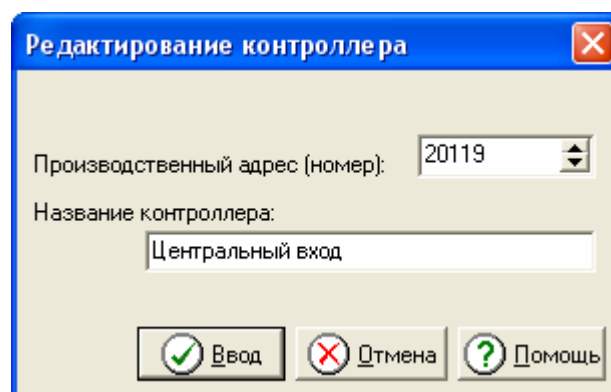 Редактирование контроллера
Производственный адрес (номер): 20119
Название контроллера:
Центральный вход
Ввод Отмена Помощь